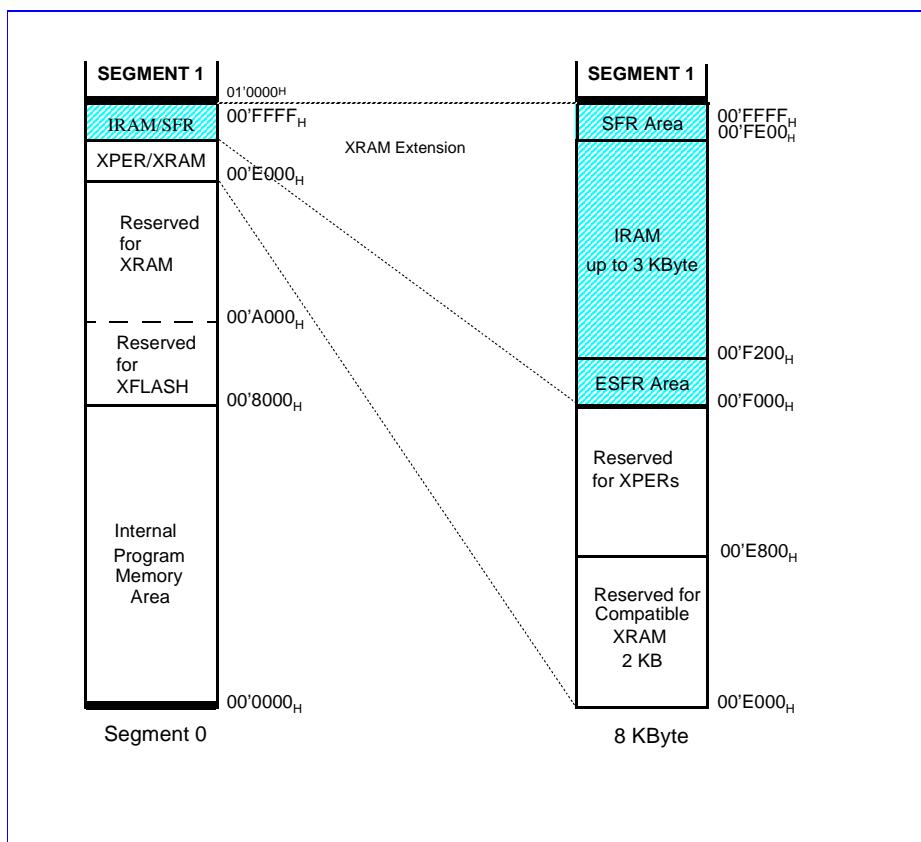 SEGMENT 1
01'0000H
00'FFFFH
IRAM/SFR
XPER/XRAM
00'E000H
Reserved
for
XRAM
00'A000H
Reserved
for
XFLASH
00'8000H
Internal
Program
Memory
Area
00'0000H
Segment 0
XRAM Extension
SEGMENT 1
00'FFFFH
SFR Area
00'FE00H
IRAM
up to 3 KByte
00'F200H
ESFR Area
00'F000H
Reserved
for XPERs
00'E800H
Reserved for
Compatible
XRAM
2 KB
00'E000H
8 KByte